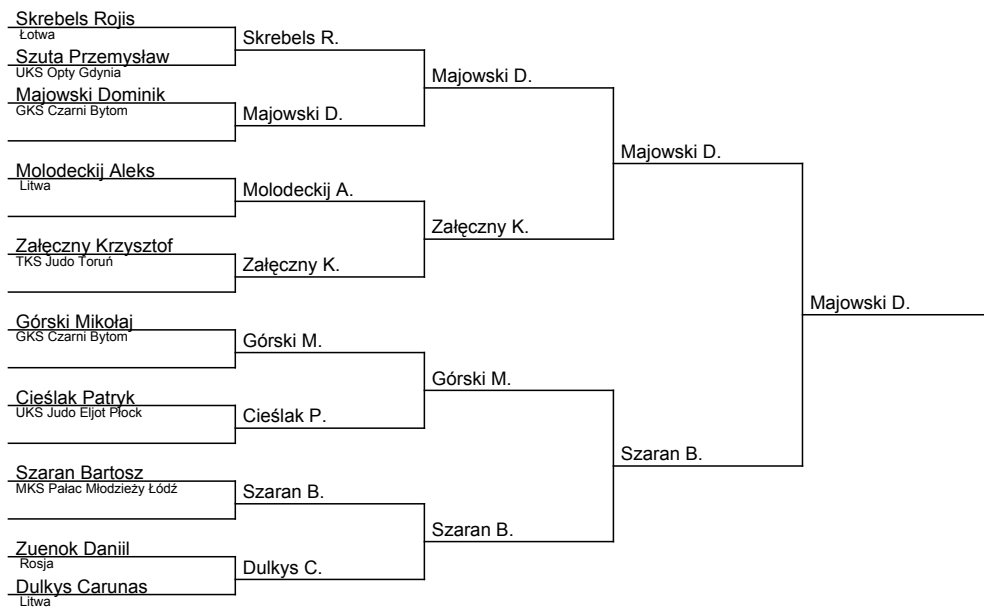 Skrebels Rojis
Łotwa
Szuta Przemysław
UKS Opty Gdynia
Majowski Dominik
GKS Czarni Bytom
Molodeckij Aleks
Litwa
Załęczny Krzysztof
TKS Judo Toruń
Górski Mikołaj
GKS Czarni Bytom
Cieślak Patryk
UKS Judo Eljot Płock
Szaran Bartosz
MKS Pałac Młodzieży Łódź
Zuenok Daniil
Rosja
Dulkys Carunas
Litwa
Skrebels R.
Majowski D.
Molodeckij A.
Załęczny K.
Górski M.
Cieślak P.
Szaran B.
Dulkys C.
Majowski D.
Załęczny K.
Górski M.
Szaran B.
Majowski D.
Szaran B.
Majowski D.